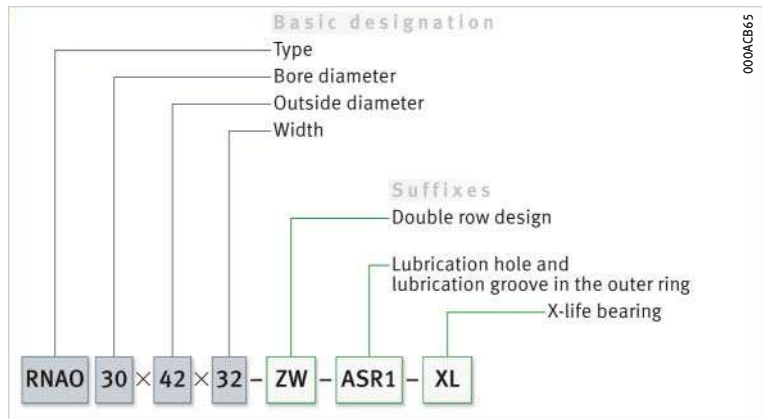 Basic designation
Type
Bore diameter
Outside diameter
Width
Suffixes
Double row design
Lubrication hole and
lubrication groove in the outer ring
X-life bearing
RNAO 30 × 42 × 32 – ZW – ASR1 – XL
000ACB65